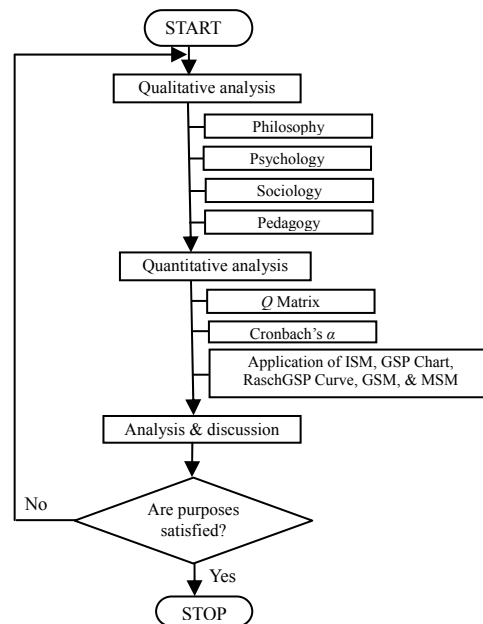 START
Qualitative analysis
Philosophy
Psychology
Sociology
Pedagogy
Quantitative analysis
Q Matrix
Cronbach's α
Application of ISM, GSP Chart,
RaschGSP Curve, GSM, & MSM
Analysis & discussion
No
Are purposes
satisfied?
Yes
STOP